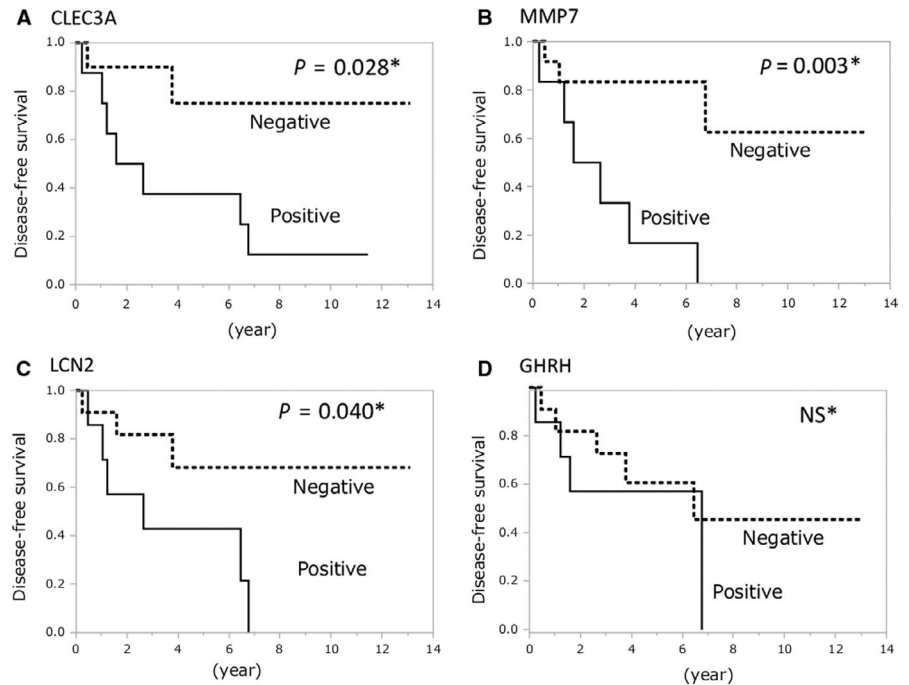 A CLEC3A
1.0
0.8
0.6
0.4
0.2
0.0
Disease-free survival
P = 0.028*
Negative
Positive
0 2 4 6 8 10 12 14
(year)
B MMP7
1.0
0.8
0.6
0.4
0.2
0.0
Disease-free survival
P = 0.003*
Negative
Positive
0 2 4 6 8 10 12 14
(year)
C LCN2
1.0
0.8
0.6
0.4
0.2
0.0
Disease-free survival
P = 0.040*
Negative
Positive
0 2 4 6 8 10 12 14
(year)
D GHRH
0.8
0.6
0.4
0.2
0.0
Disease-free survival
NS*
Negative
Positive
0 2 4 6 8 10 12 14
(year)